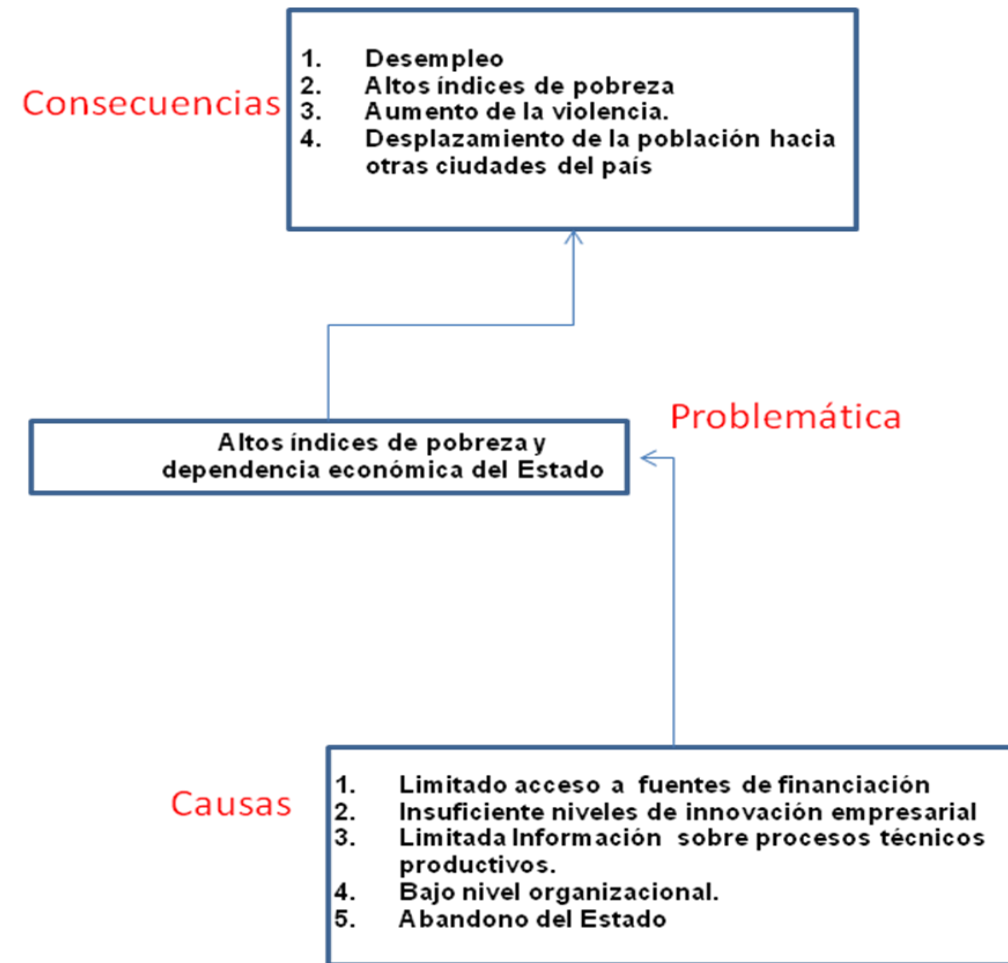 Consecuencias
1. Desempleo
2. Altos índices de pobreza
3. Aumento de la violencia.
4. Desplazamiento de la población hacia
otras ciudades del país
Problemática
Altos índices de pobreza y
dependencia económica del Estado
Causas
1. Limitado acceso a fuentes de financiación
2. Insuficiente niveles de innovación empresarial
3. Limitada Información sobre procesos técnicos
productivos.
4. Bajo nivel organizacional.
5. Abandono del Estado